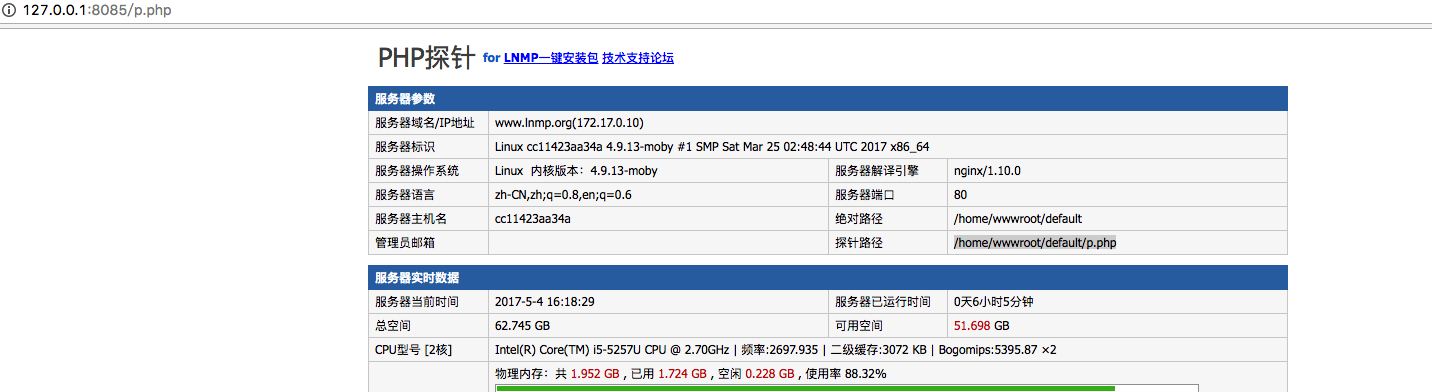 127.0.0.1:8085/p.php
PHP探针 for LNMP一键安装包 技术支持论坛
服务器参数
服务器域名/IP地址 www.lnmp.org(172.17.0.10)
服务器标识 Linux cc11423aa34a 4.9.13-moby #1 SMP Sat Mar 25 02:48:44 UTC 2017 x86_64
服务器操作系统 Linux 内核版本：4.9.13-moby 服务器解译引擎 nginx/1.10.0
服务器语言 zh-CN,zh;q=0.8,en;q=0.6 服务器端口 80
服务器主机名 cc11423aa34a 绝对路径 /home/wwwroot/default
管理员邮箱 探针路径 /home/wwwroot/default/p.php
服务器实时数据
服务器当前时间 2017-5-4 16:18:29 服务器已运行时间 0天6小时5分钟
总空间 62.745 GB 可用空间 51.698 GB
CPU型号 [2核] Intel(R) Core(TM) i5-5257U CPU @ 2.70GHz | 频率:2697.935 | 二级缓存:3072 KB | Bogomips:5395.87 ×2
物理内存：共 1.952 GB , 已用 1.724 GB , 空闲 0.228 GB , 使用率 88.32%